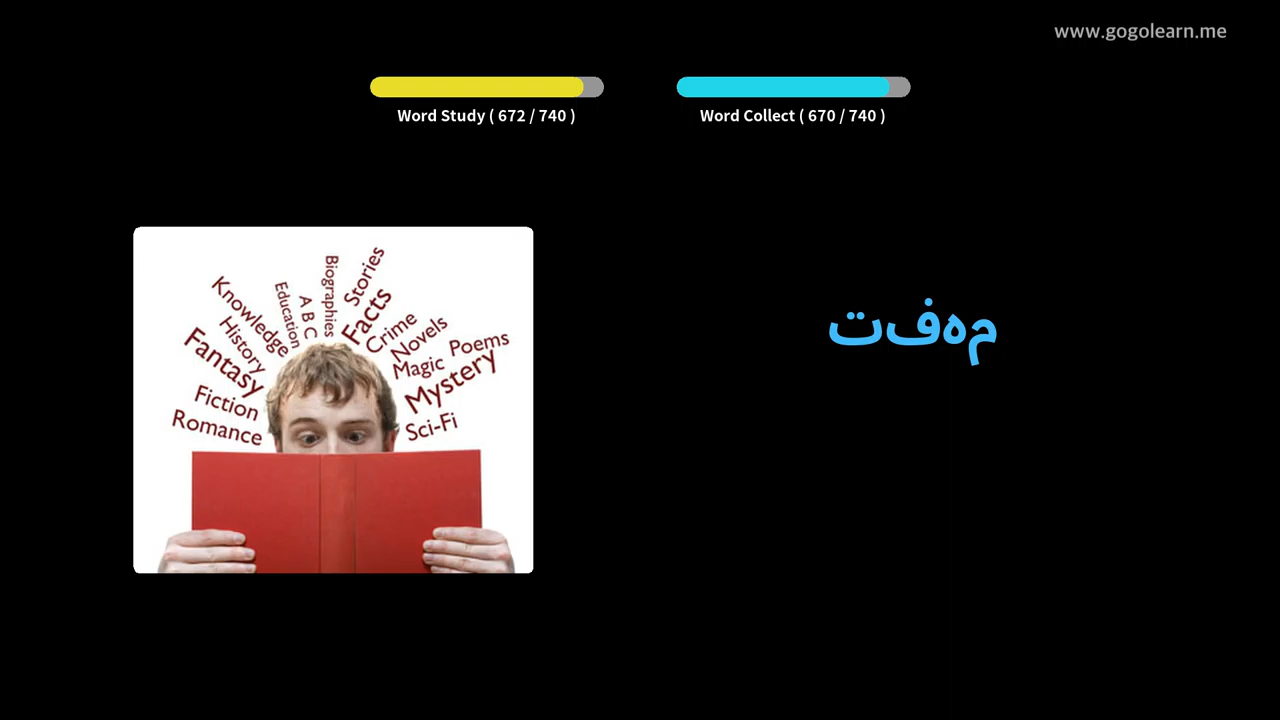 www.gogolearn.me
Word Study ( 672 / 740 )
Word Collect ( 670 / 740 )
مهفت
Knowledge
Education
A B C
Biographies
Stories
Facts
History
Crime
Novels
Fantasy
Magic
Poems
Mystery
Fiction
Romance
Sci-Fi